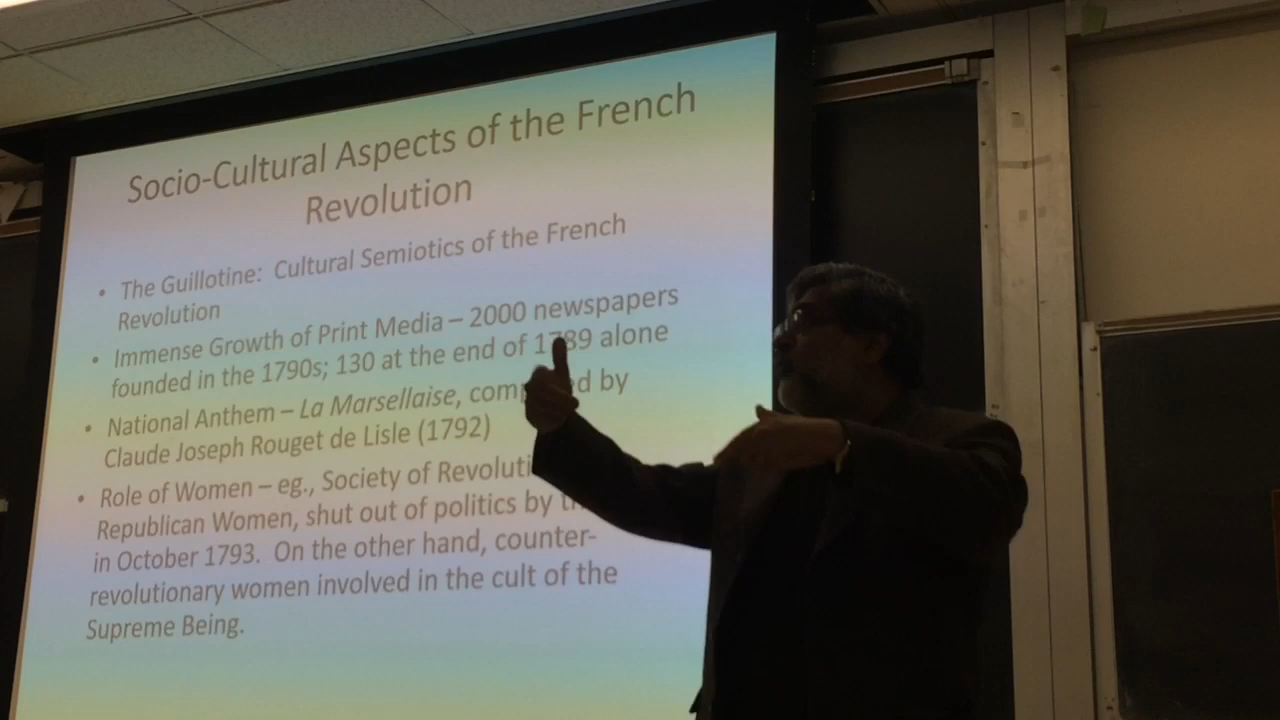 Socio-Cultural Aspects of the French
Revolution
• The Guillotine: Cultural Semiotics of the French
Revolution
• Immense Growth of Print Media – 2000 newspapers
founded in the 1790s; 130 at the end of 1789 alone
• National Anthem – La Marsellaise, by
Claude Joseph Rouget de Lisle (1792)
• Role of Women – eg., Society of
Republican Women, shut out of politics by
in October 1793. On the other hand, counter-
revolutionary women involved in the cult of the
Supreme Being.